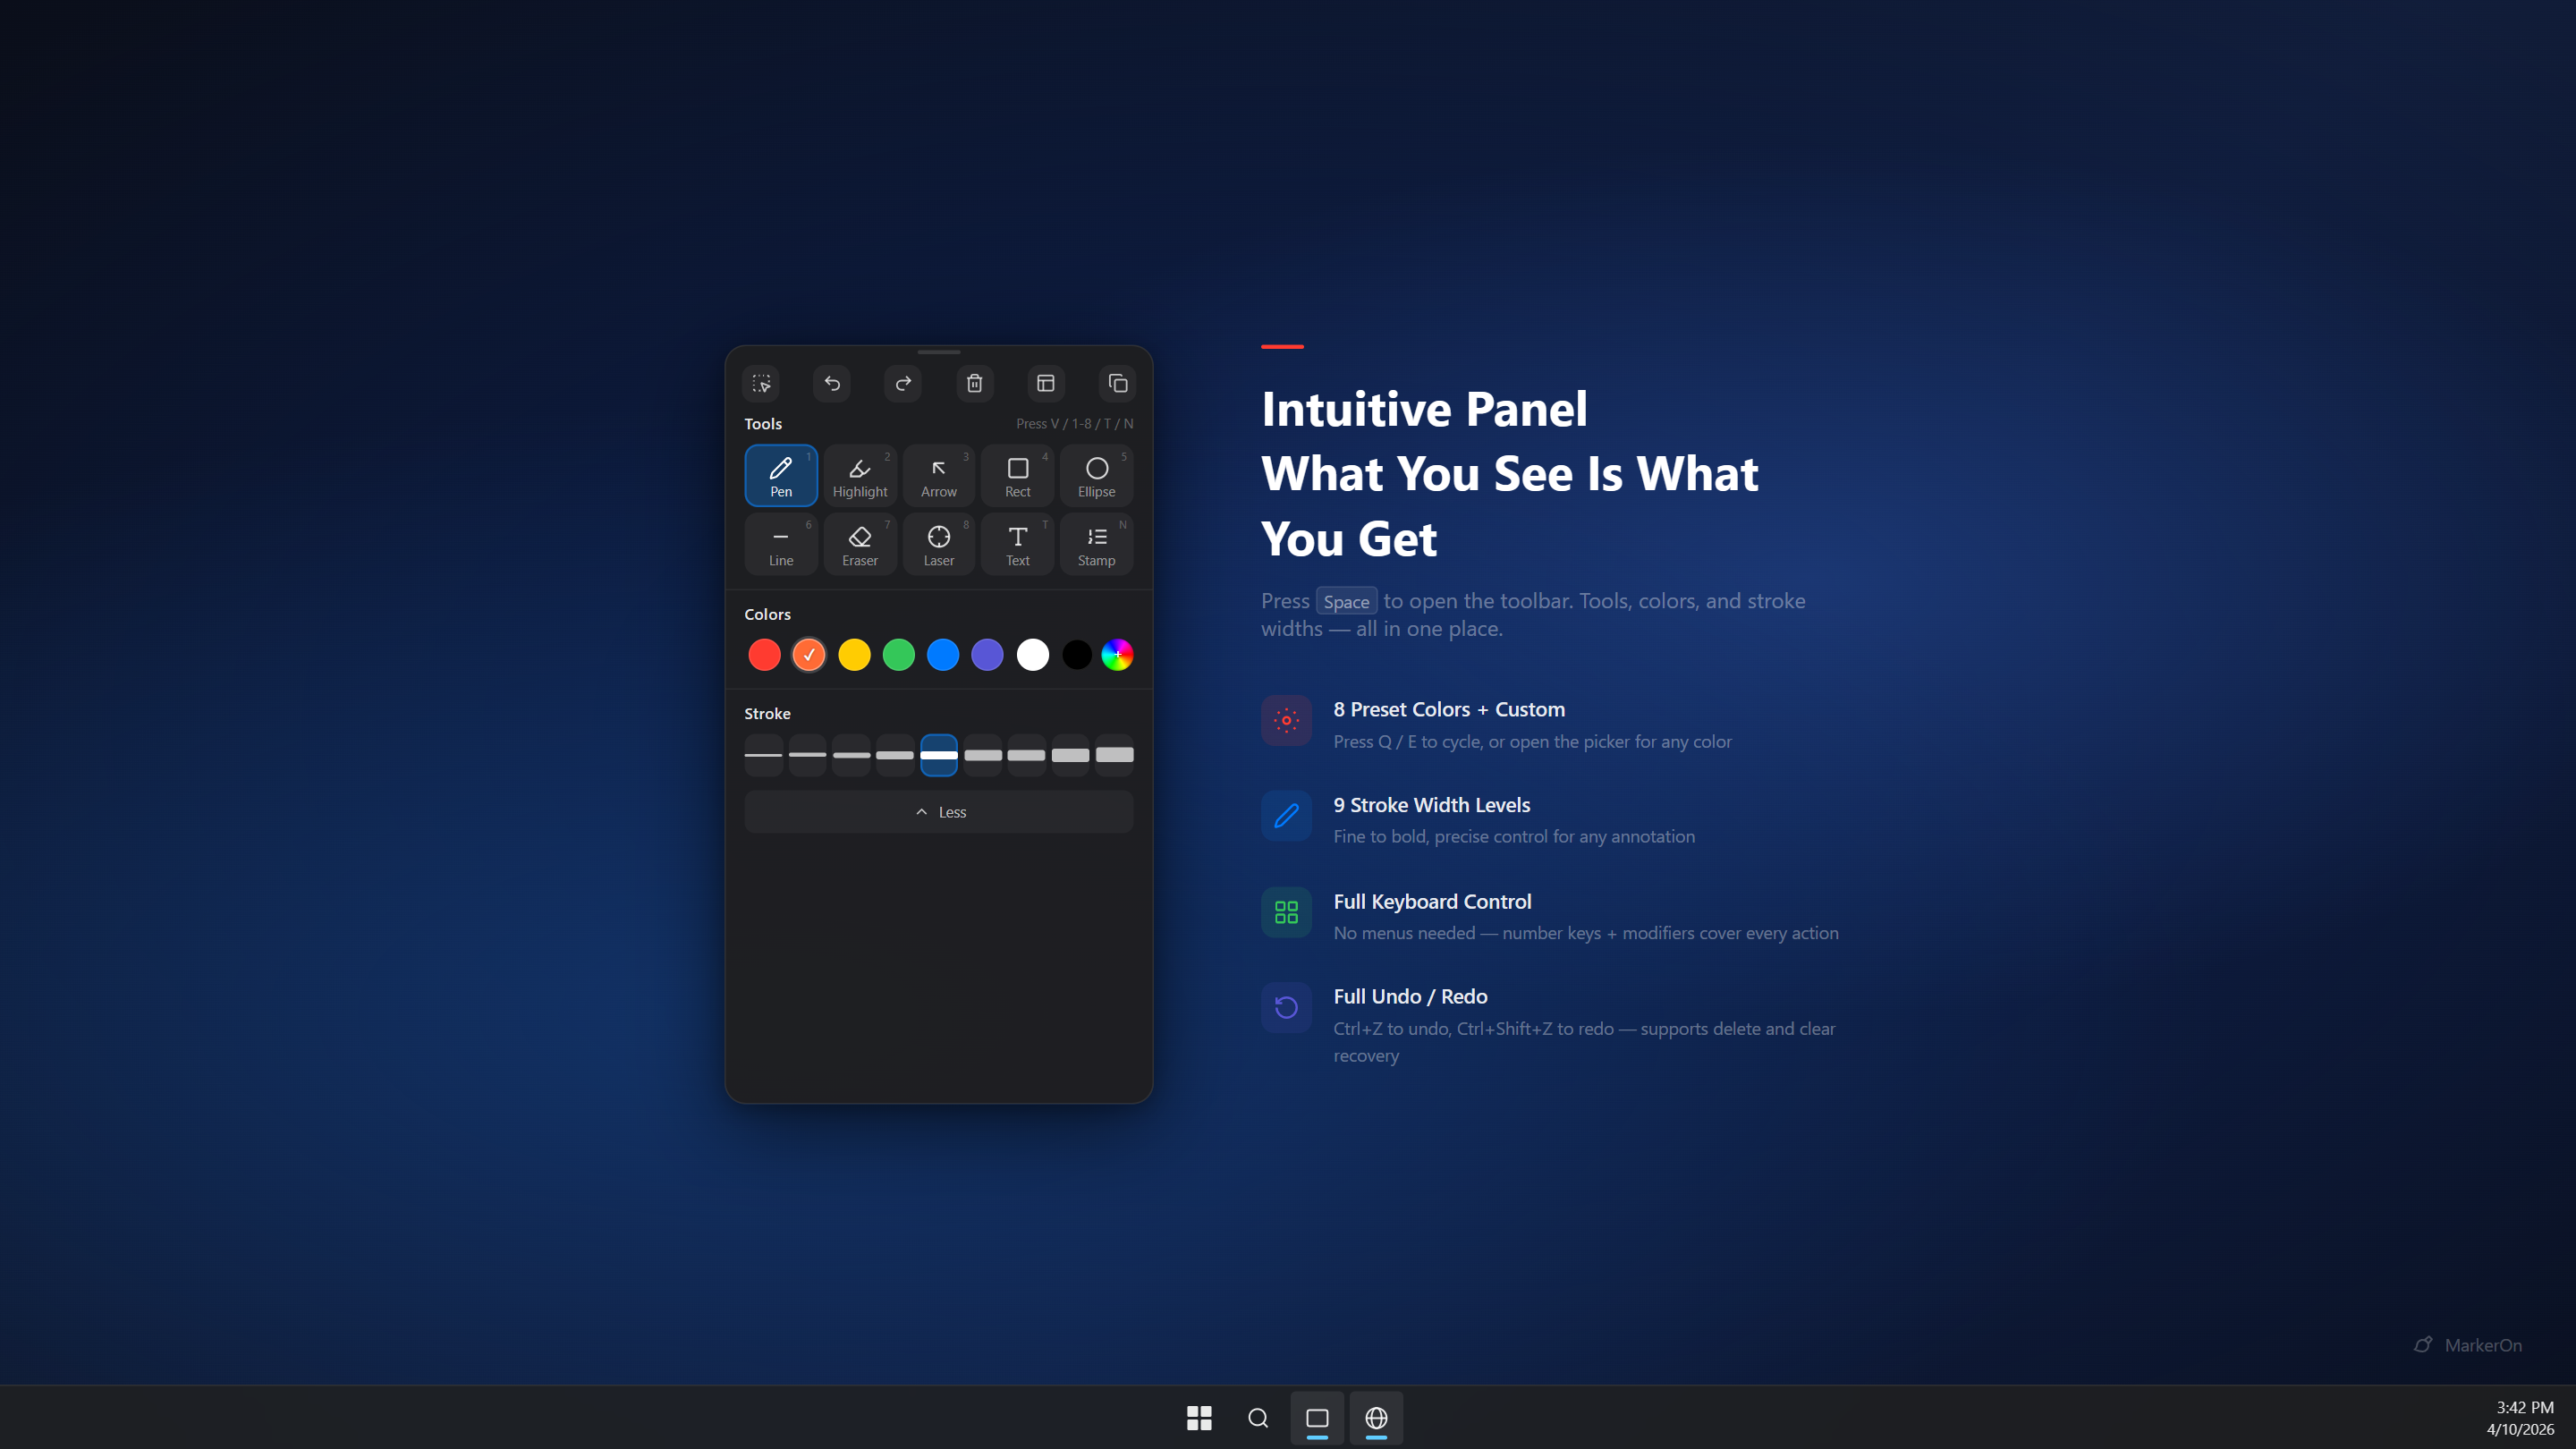 Tools
Press V / 1-8 / T / N
1
Pen
2
Highlight
3
Arrow
4
Rect
5
Ellipse
6
Line
7
Eraser
8
Laser
T
Text
N
Stamp
Colors
Stroke
Less
Intuitive Panel
What You See Is What
You Get
Press Space to open the toolbar. Tools, colors, and stroke
widths — all in one place.
8 Preset Colors + Custom
Press Q / E to cycle, or open the picker for any color
9 Stroke Width Levels
Fine to bold, precise control for any annotation
Full Keyboard Control
No menus needed — number keys + modifiers cover every action
Full Undo / Redo
Ctrl+Z to undo, Ctrl+Shift+Z to redo — supports delete and clear
recovery
MarkerOn
3:42 PM
4/10/2026